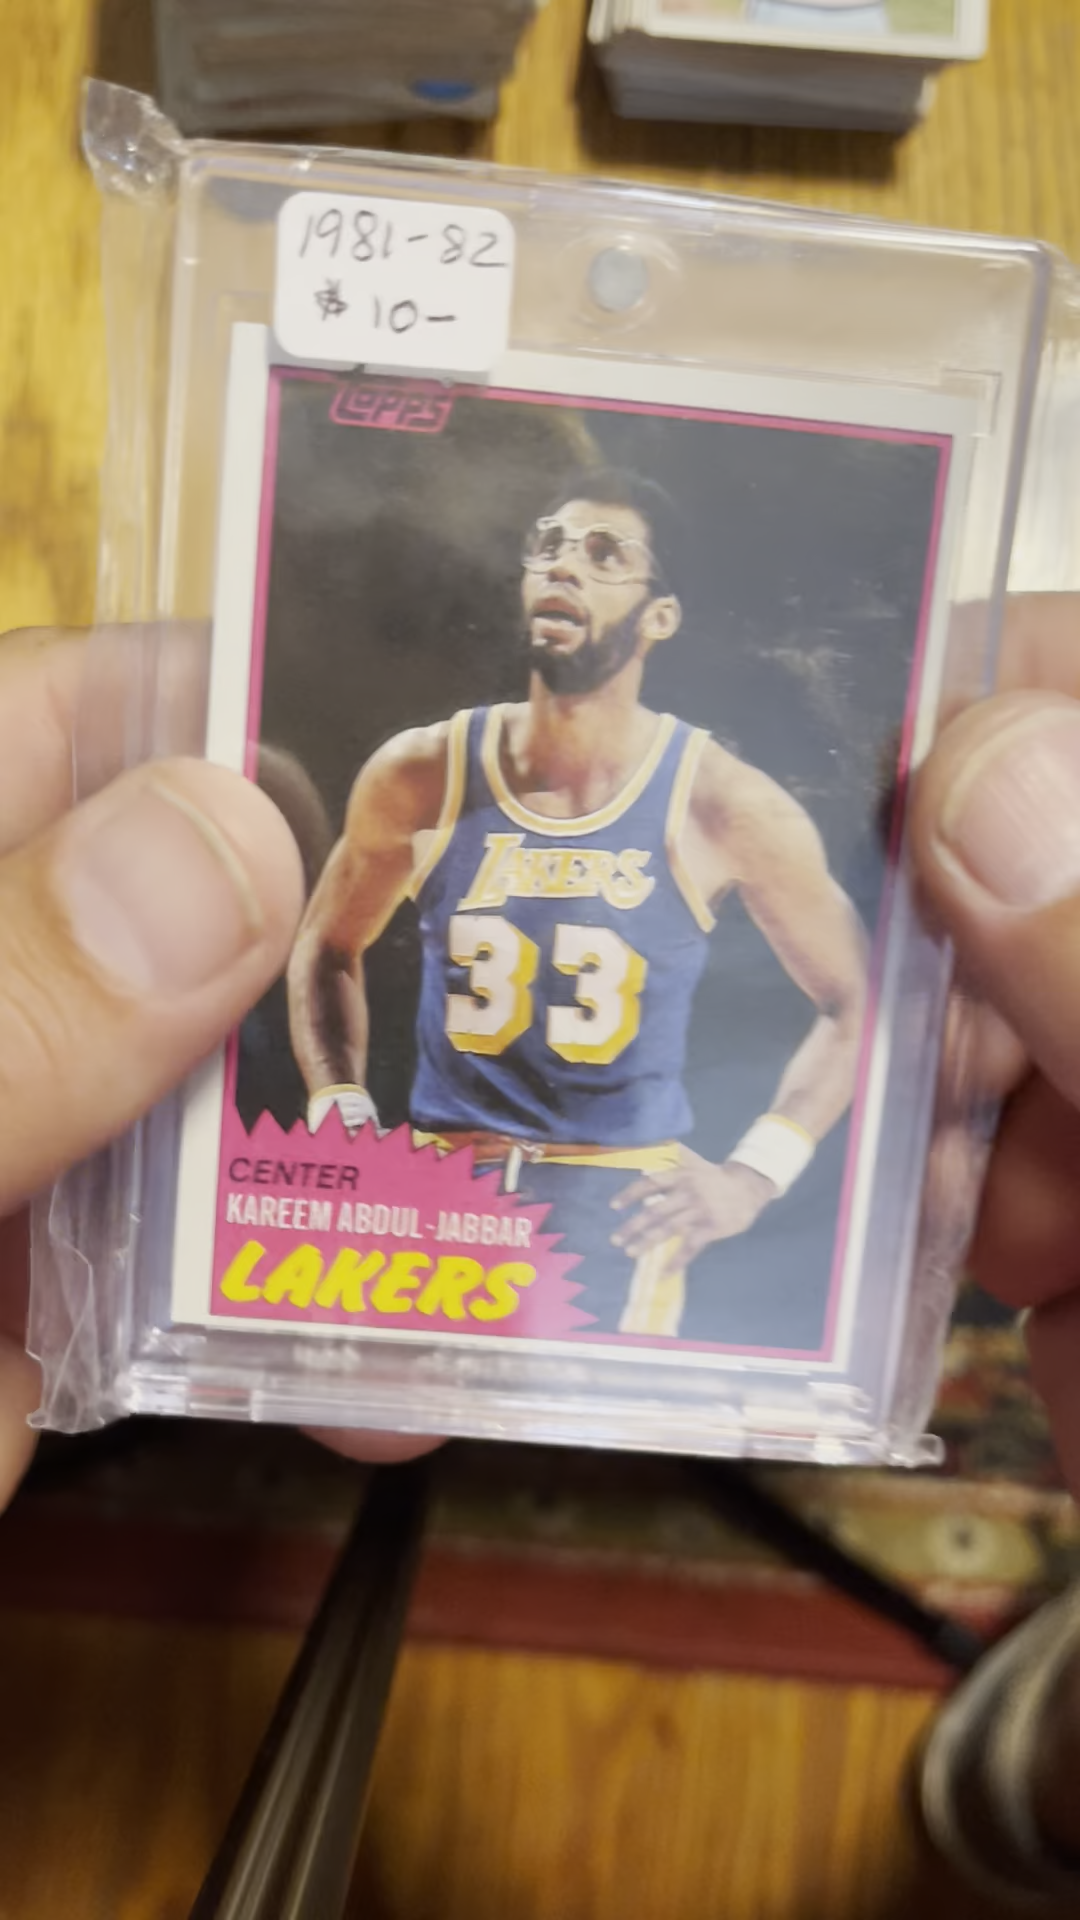 1981-82
$10-
TOPPS
LAKERS
33
CENTER
KAREEM ABDUL-JABBAR
LAKERS